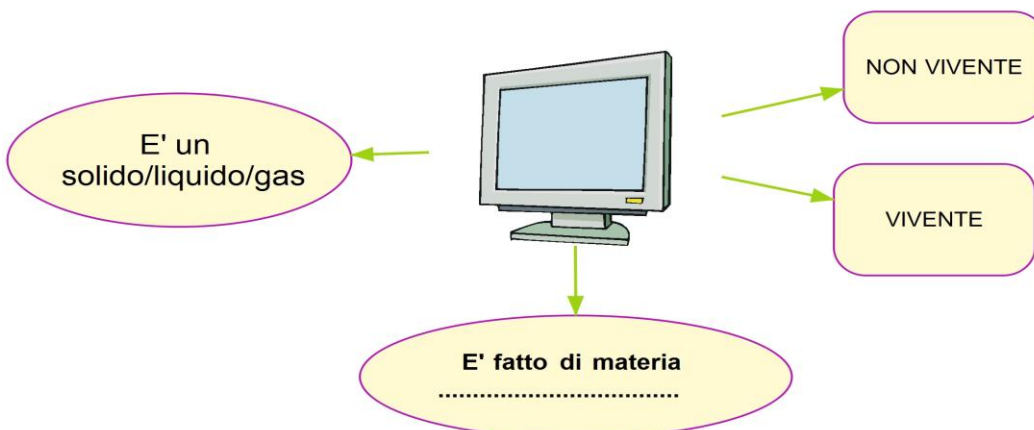 NON VIVENTE
E' un
solido/liquido/gas
VIVENTE
E' fatto di materia
..................................